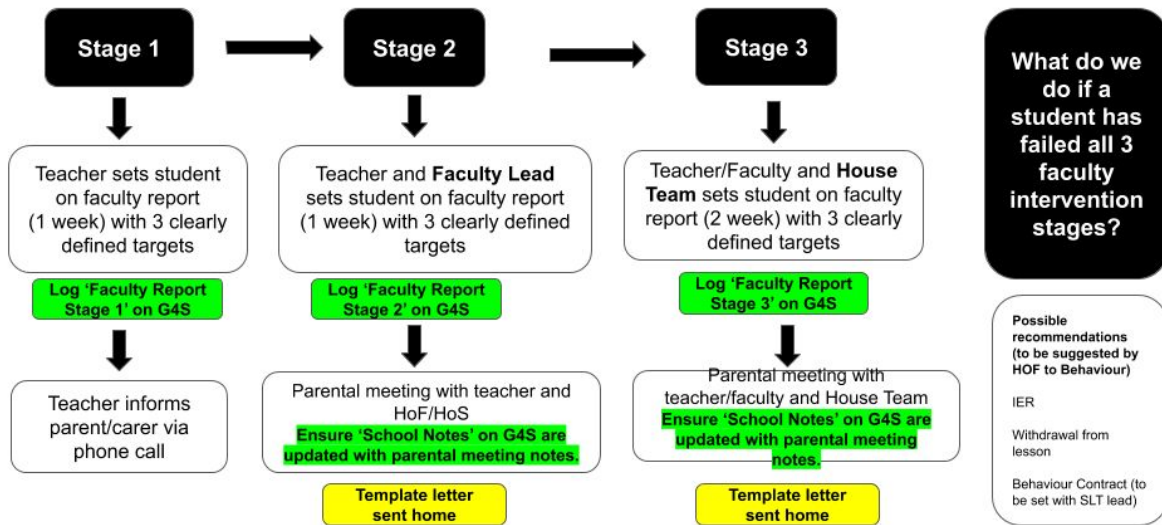 Stage 1
Stage 2
Stage 3
Teacher sets student
on faculty report
(1 week) with 3 clearly
defined targets
Log ‘Faculty Report
Stage 1’ on G4S
Teacher informs
parent/carer via
phone call
Teacher and Faculty Lead
sets student on faculty report
(1 week) with 3 clearly defined
targets
Log ‘Faculty Report
Stage 2’ on G4S
Parental meeting with teacher and
HoF/HoS
Ensure ‘School Notes’ on G4S are
updated with parental meeting notes.
Template letter
sent home
Teacher/Faculty and House
Team sets student on faculty
report (2 week) with 3 clearly
defined targets
Log ‘Faculty Report
Stage 3’ on G4S
Parental meeting with
teacher/faculty and House Team
Ensure ‘School Notes’ on G4S are
updated with parental meeting
notes.
Template letter
sent home
What do we
do if a
student has
failed all 3
faculty
intervention
stages?
Possible
recommendations
(to be suggested by
HOF to Behaviour)
IER
Withdrawal from
lesson
Behaviour Contract (to
be set with SLT lead)